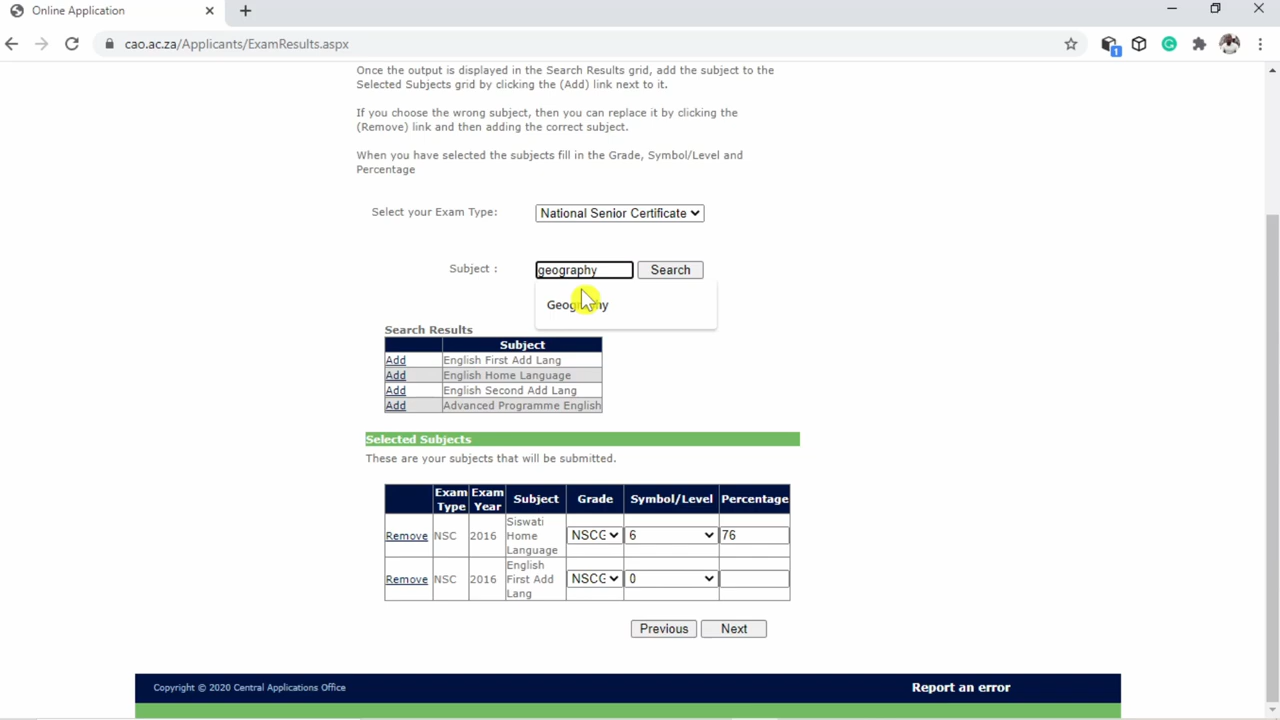 Online Application
cao.ac.za/Applicants/ExamResults.aspx
1
Once the output is displayed in the Search Results grid, add the subject to the
Selected Subjects grid by clicking the (Add) link next to it.
If you choose the wrong subject, then you can replace it by clicking the
(Remove) link and then adding the correct subject.
When you have selected the subjects fill in the Grade, Symbol/Level and
Percentage
Select your Exam Type: National Senior Certificate
Subject : geography Search
Geography
Search Results
Subject
Add English First Add Lang
Add English Home Language
Add English Second Add Lang
Add Advanced Programme English
Selected Subjects
These are your subjects that will be submitted.
Exam Type Exam Year Subject Grade Symbol/Level Percentage
Remove NSC 2016 Siswati Home Language NSCG 6 76
Remove NSC 2016 English First Add Lang NSCG 0
Previous Next
Copyright © 2020 Central Applications Office Report an error